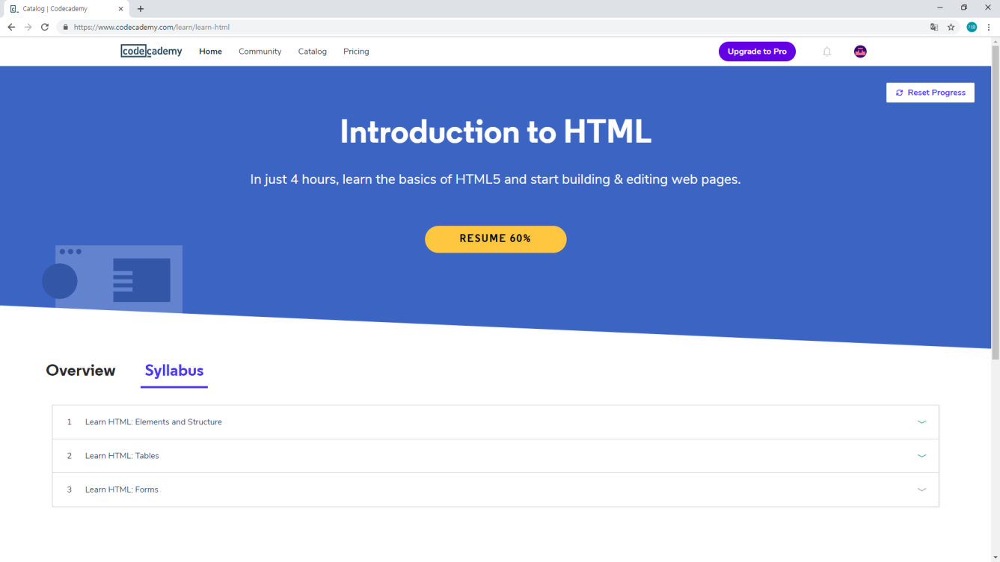 Catalog | Codecademy
https://www.codecademy.com/learn/learn-html
codecademy
Home
Community
Catalog
Pricing
Upgrade to Pro
Reset Progress
Introduction to HTML
In just 4 hours, learn the basics of HTML5 and start building & editing web pages.
RESUME 60%
Overview
Syllabus
1 Learn HTML: Elements and Structure
2 Learn HTML: Tables
3 Learn HTML: Forms